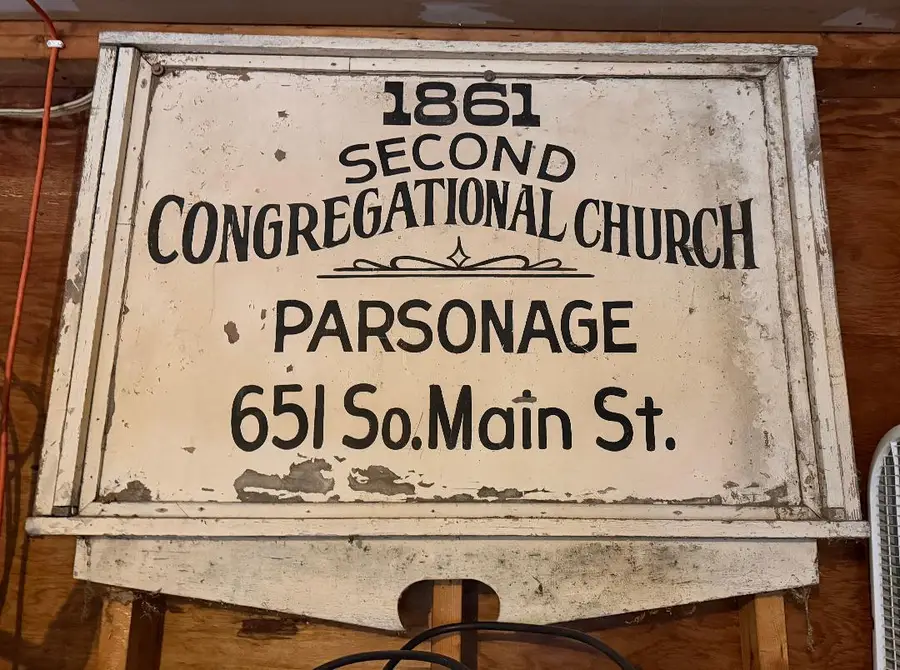 1861
SECOND
CONGREGATIONAL CHURCH
PARSONAGE
651 So. Main St.